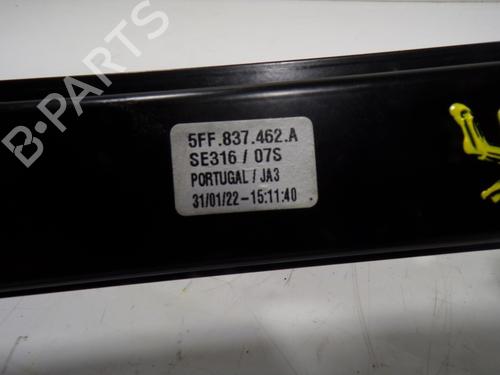 5FF.837.462.A
SE316 / 07S
PORTUGAL / JA3
31/01/22-15:11:40
B-PARTS